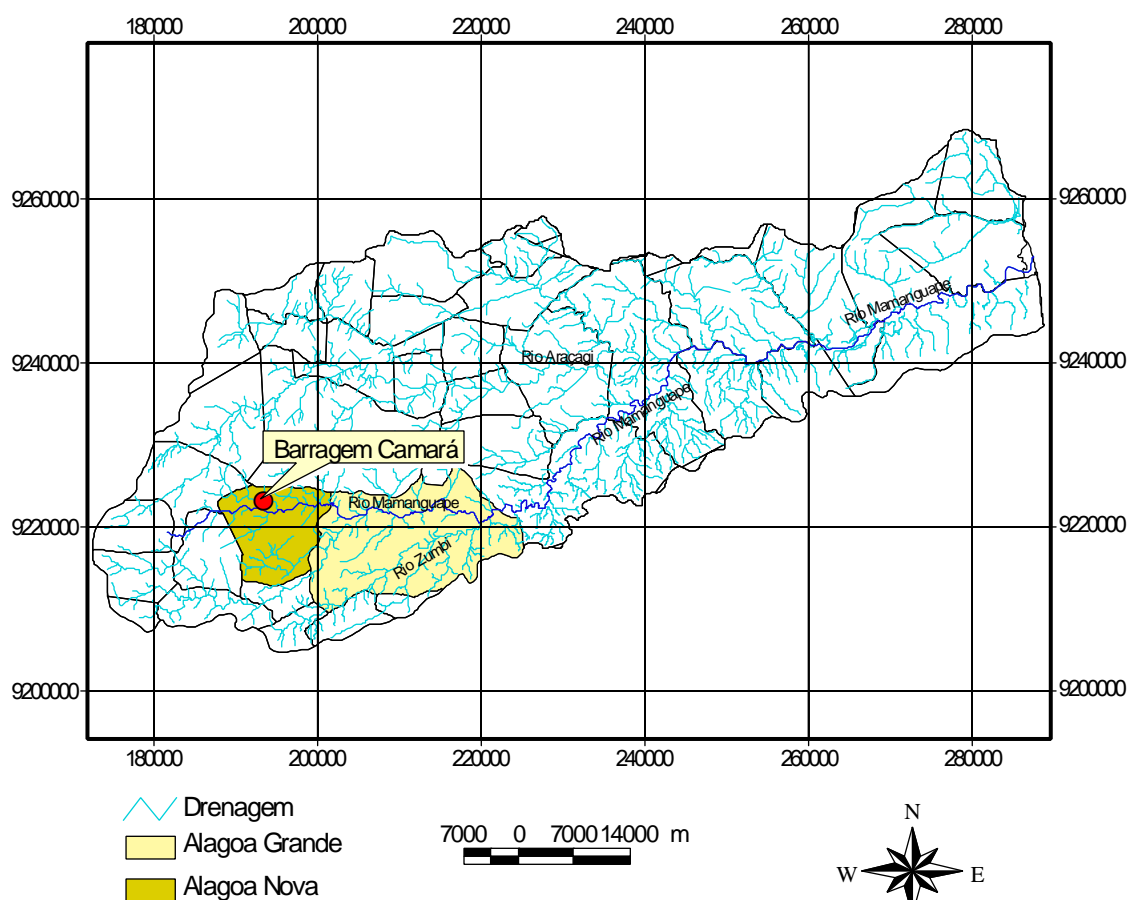 180000 200000 220000 240000 260000 280000
9260000 9260000
Rio Mamanguape
Rio Aracagi
9240000 9240000
Rio Mamanguape
Barragem Camará
Rio Mamanguape
9220000 9220000
Rio Zumbi
9200000 9200000
180000 200000 220000 240000 260000 280000
Drenagem
Alagoa Grande
Alagoa Nova
7000 0 7000 14000 m
N
W E